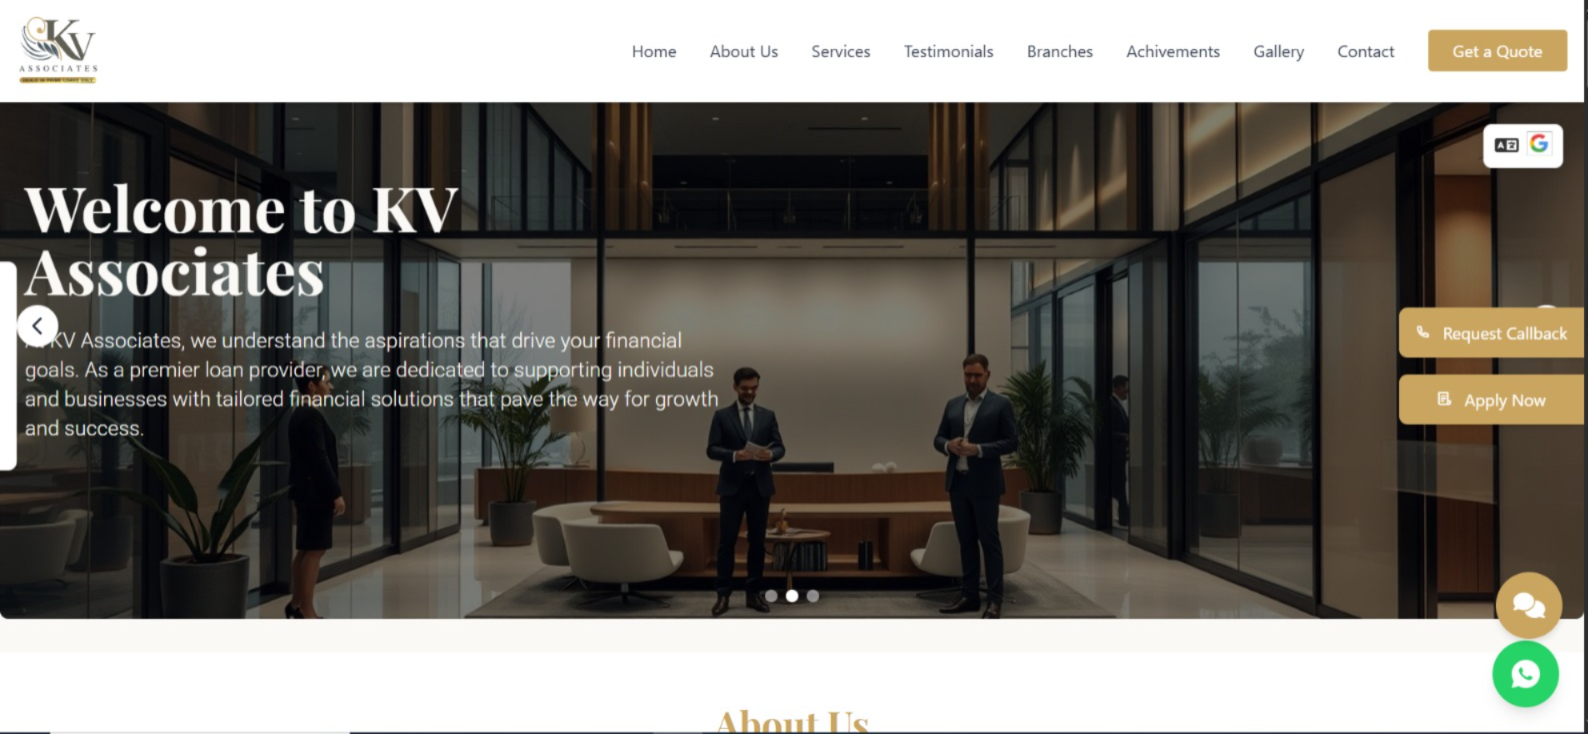 KV
ASSOCIATES
Home About Us Services Testimonials Branches Achivements Gallery Contact Get a Quote
Welcome to KV
Associates
KV Associates, we understand the aspirations that drive your financial
goals. As a premier loan provider, we are dedicated to supporting individuals
and businesses with tailored financial solutions that pave the way for growth
and success.
Request Callback
Apply Now
About Us